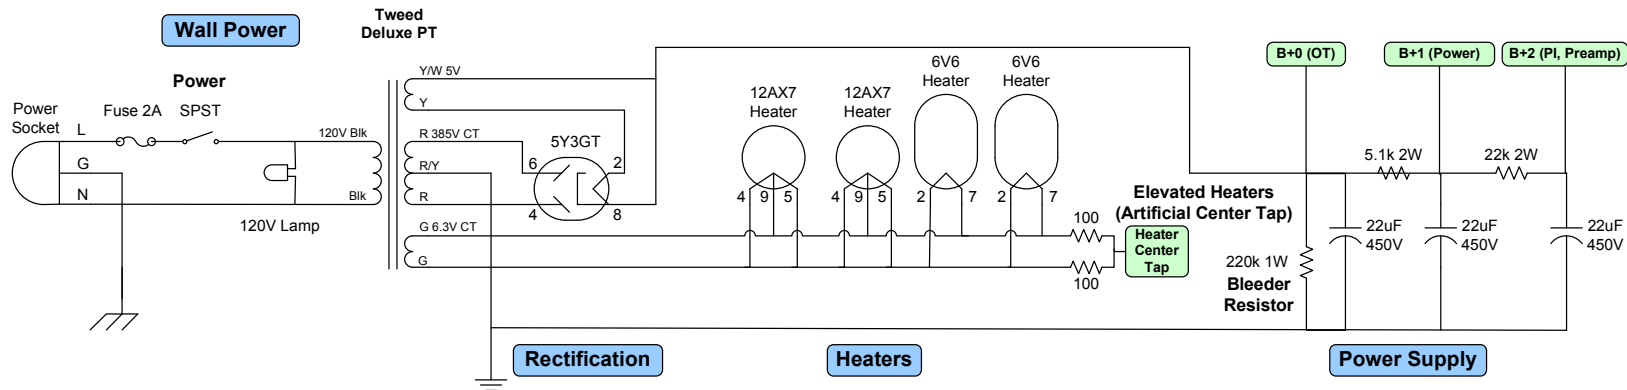 Wall Power
Tweed
Deluxe PT
Power
Fuse 2A
SPST
Power
Socket
L
G
N
120V Lamp
120V Blk
Blk
Y/W 5V
Y
R 385V CT
R/Y
R
G 6.3V CT
G
5Y3GT
6
2
4
8
12AX7
Heater
4
9
5
12AX7
Heater
4
9
5
6V6
Heater
2
7
6V6
Heater
2
7
Elevated Heaters
(Artificial Center Tap)
100
100
Heater
Center
Tap
B+0 (OT)
B+1 (Power)
B+2 (PI, Preamp)
5.1k 2W
22k 2W
22uF
450V
22uF
450V
22uF
450V
220k 1W
Bleeder
Resistor
Rectification
Heaters
Power Supply